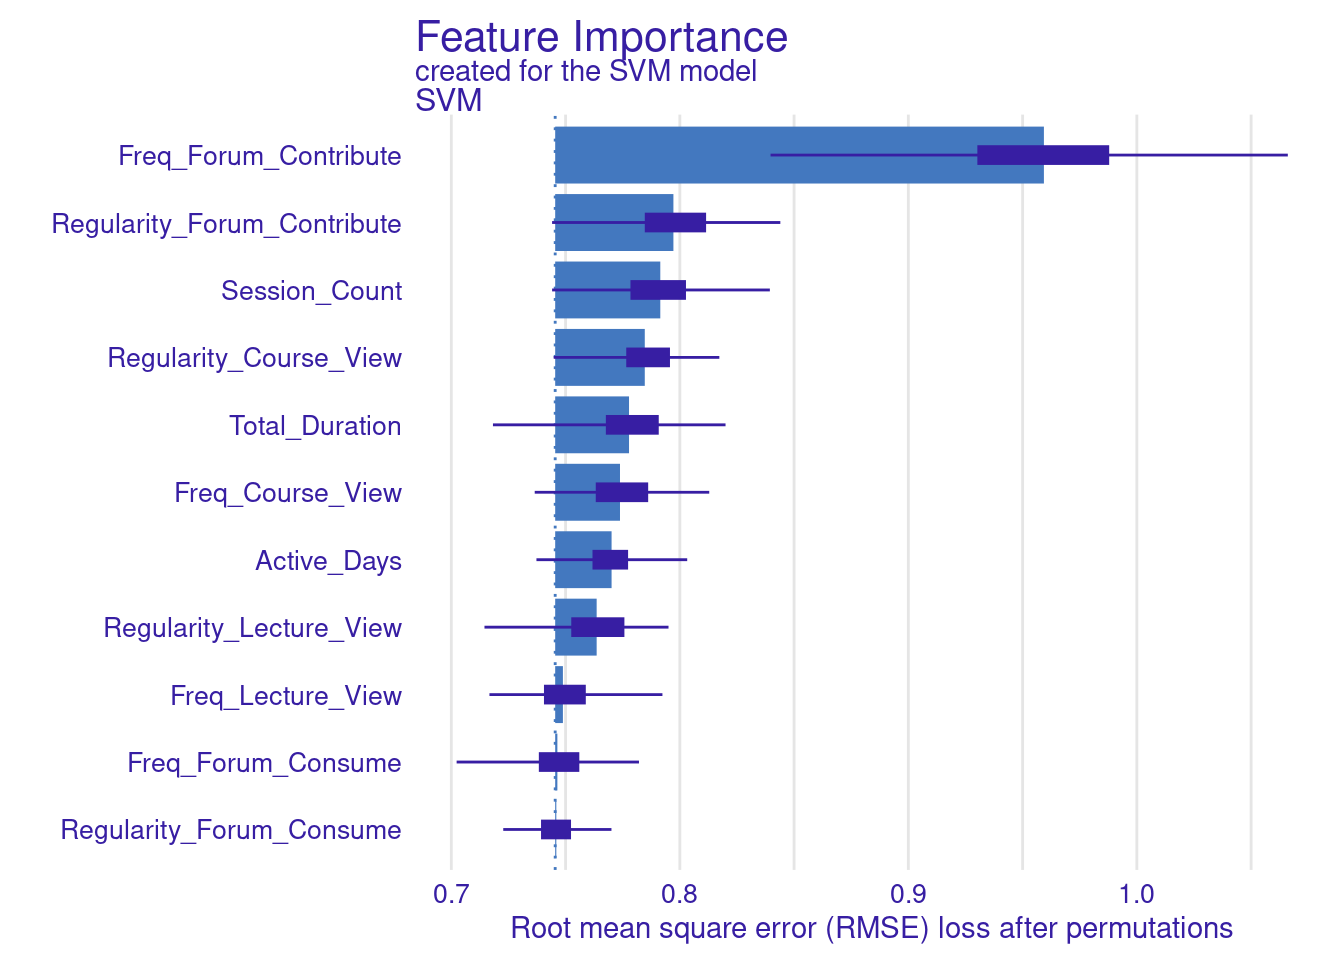 Feature Importance
created for the SVM model
SVM
Freq_Forum_Contribute
Regularity_Forum_Contribute
Session_Count
Regularity_Course_View
Total_Duration
Freq_Course_View
Active_Days
Regularity_Lecture_View
Freq_Lecture_View
Freq_Forum_Consume
Regularity_Forum_Consume
0.7 0.8 0.9 1.0
Root mean square error (RMSE) loss after permutations